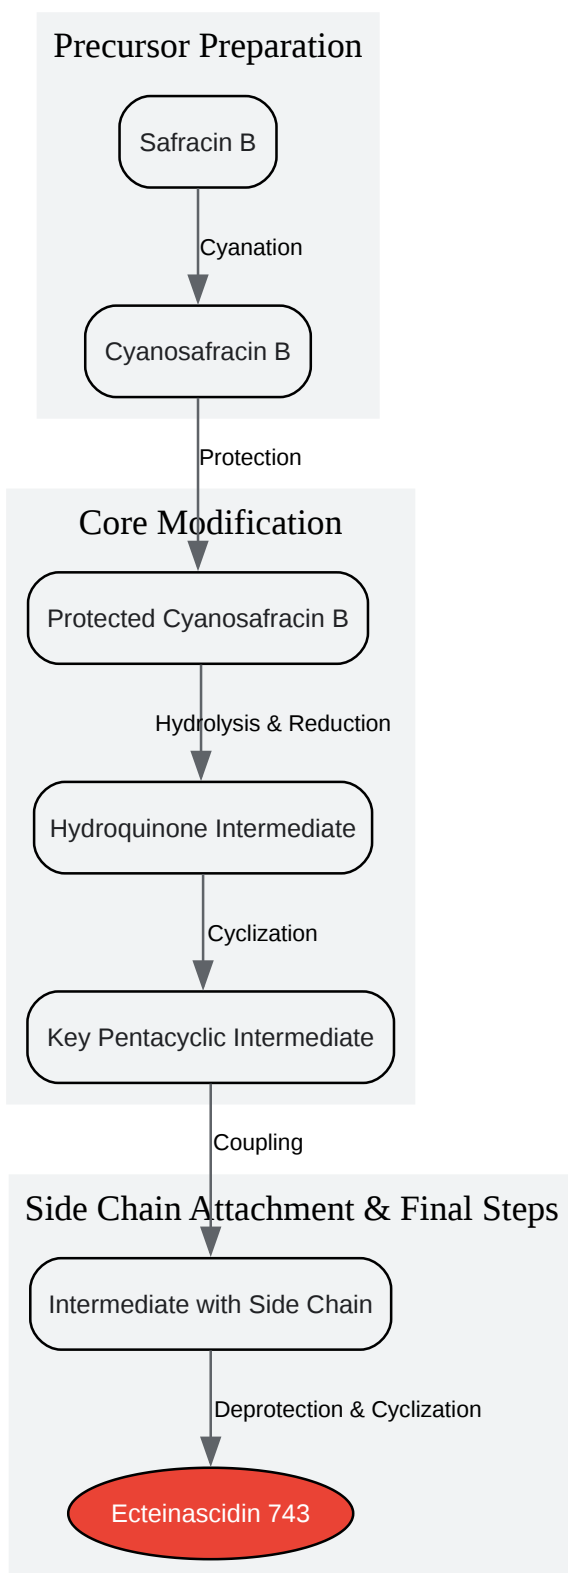 Precursor Preparation
Safracin B
Cyanation
Cyanosafracin B
Protection
Core Modification
Protected Cyanosafracin B
Hydrolysis & Reduction
Hydroquinone Intermediate
Cyclization
Key Pentacyclic Intermediate
Coupling
Side Chain Attachment & Final Steps
Intermediate with Side Chain
Deprotection & Cyclization
Ecteinascidin 743